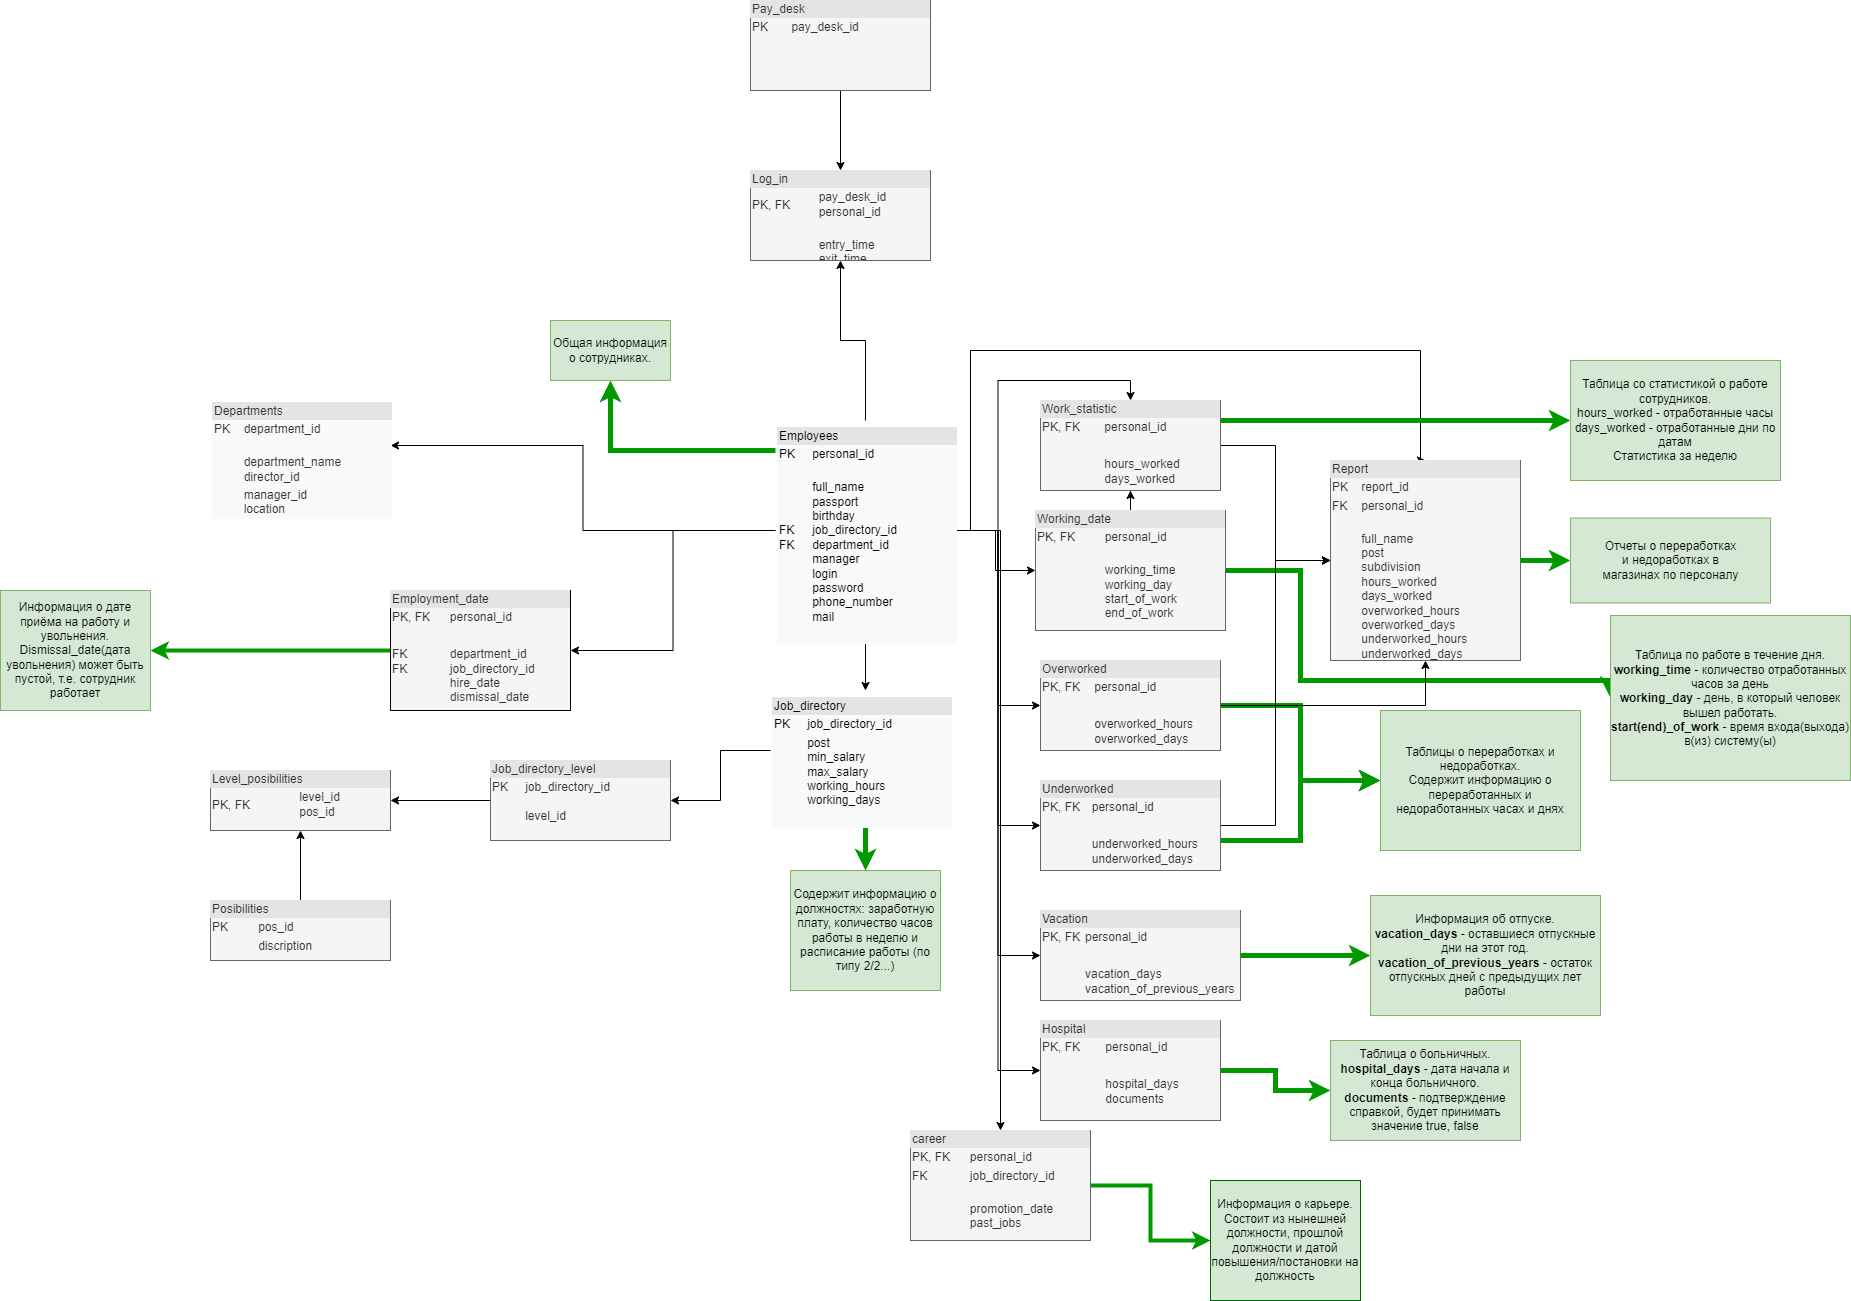 Pay_desk
PK pay_desk_id
Log_in
PK, FK pay_desk_id
personal_id
entry_time
exit_time
Общая информация
о сотрудниках.
Departments
PK department_id
department_name
director_id
manager_id
location
Employees
PK personal_id
full_name
passport
birthday
FK job_directory_id
FK department_id
manager
login
password
phone_number
mail
Employment_date
PK, FK personal_id
FK department_id
FK job_directory_id
hire_date
dismissal_date
Информация о дате
приёма на работу и
увольнения.
Dismissal_date(дата
увольнения) может быть
пустой, т.е. сотрудник
работает
Job_directory
PK job_directory_id
post
min_salary
max_salary
working_hours
working_days
Job_directory_level
PK job_directory_id
level_id
Level_posibilities
PK, FK level_id
pos_id
Posibilities
PK pos_id
discription
Содержит информацию о
должностях: заработную
плату, количество часов
работы в неделю и
расписание работы (по
типу 2/2...)
Work_statistic
PK, FK personal_id
hours_worked
days_worked
Working_date
PK, FK personal_id
working_time
working_day
start_of_work
end_of_work
Overworked
PK, FK personal_id
overworked_hours
overworked_days
Underworked
PK, FK personal_id
underworked_hours
underworked_days
Vacation
PK, FK personal_id
vacation_days
vacation_of_previous_years
Hospital
PK, FK personal_id
hospital_days
documents
career
PK, FK personal_id
FK job_directory_id
promotion_date
past_jobs
Report
PK report_id
FK personal_id
full_name
post
subdivision
hours_worked
days_worked
overworked_hours
overworked_days
underworked_hours
underworked_days
Таблица со статистикой о работе
сотрудников.
hours_worked - отработанные часы
days_worked - отработанные дни по
датам
Статистика за неделю
Отчеты о переработках
и недоработках в
магазинах по персоналу
Таблица по работе в течение дня.
working_time - количество отработанных
часов за день
working_day - день, в который человек
вышел работать.
start(end)_of_work - время входа(выхода)
в(из) систему(ы)
Таблицы о переработках и
недоработках.
Содержит информацию о
переработанных и
недоработанных часах и днях
Информация об отпуске.
vacation_days - оставшиеся отпускные
дни на этот год.
vacation_of_previous_years - остаток
отпускных дней с предыдущих лет
работы
Таблица о больничных.
hospital_days - дата начала и
конца больничного.
documents - подтверждение
справкой, будет принимать
значение true, false
Информация о карьере.
Состоит из нынешней
должности, прошлой
должности и датой
повышения/постановки на
должность